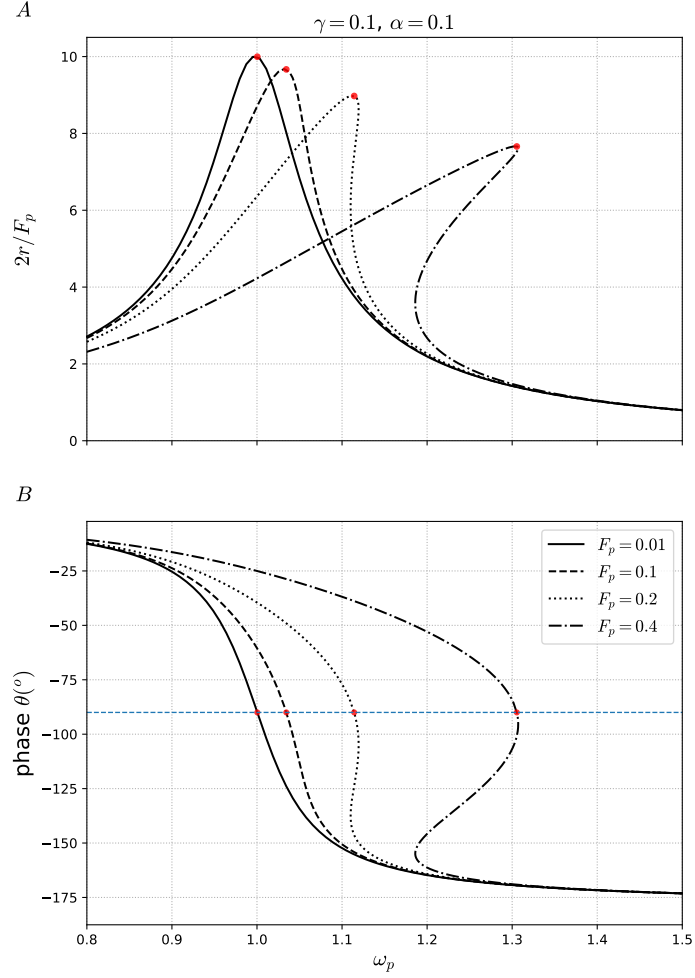 A
γ = 0.1, α = 0.1
10
8
6
4
2
0
2r/F_p
B
F_p = 0.01
F_p = 0.1
F_p = 0.2
F_p = 0.4
−25
−50
−75
−100
−125
−150
−175
phase θ(°)
0.8 0.9 1.0 1.1 1.2 1.3 1.4 1.5
ω_p